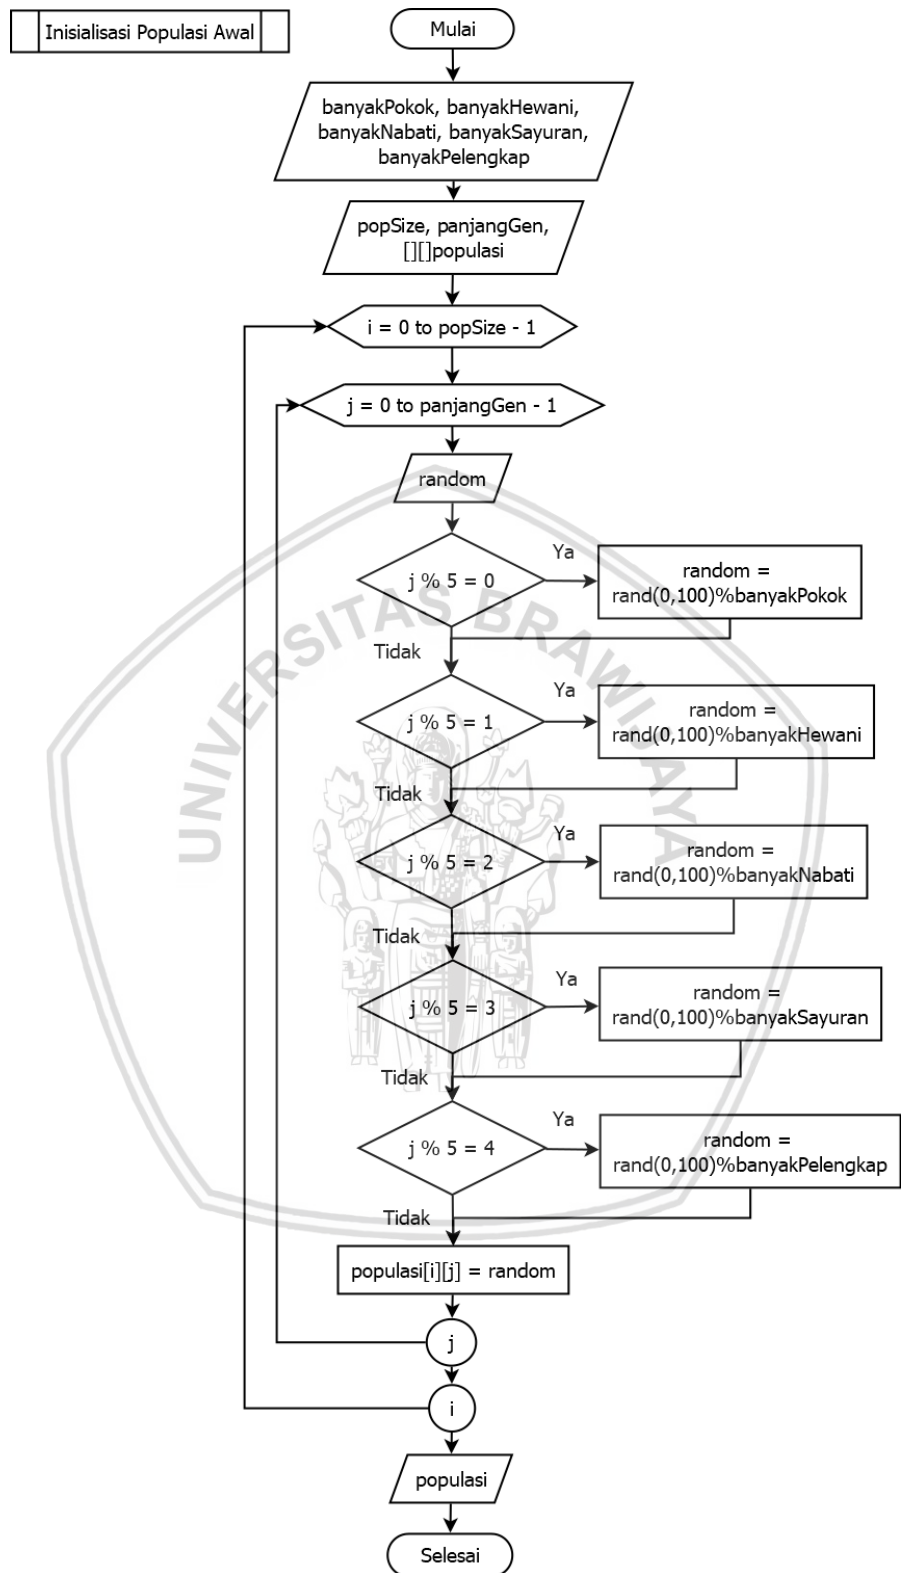 Inisialisasi Populasi Awal
Mulai
banyakPokok, banyakHewani,
banyakNabati, banyakSayuran,
banyakPelengkap
popSize, panjangGen,
[][]populasi
i = 0 to popSize - 1
j = 0 to panjangGen - 1
random
j % 5 = 0
Ya
random =
rand(0,100)%banyakPokok
Tidak
j % 5 = 1
Ya
random =
rand(0,100)%banyakHewani
Tidak
j % 5 = 2
Ya
random =
rand(0,100)%banyakNabati
Tidak
j % 5 = 3
Ya
random =
rand(0,100)%banyakSayuran
Tidak
j % 5 = 4
Ya
random =
rand(0,100)%banyakPelengkap
Tidak
populasi[i][j] = random
j
i
populasi
Selesai
UNIVERSITAS BRAWIJAYA